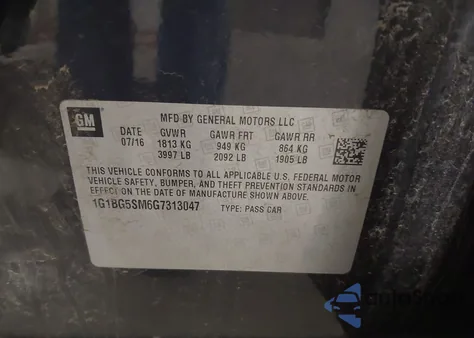 GM
MFD BY GENERAL MOTORS LLC
DATE GVWR GAWR FRT GAWR RR
07/16 1813 KG 949 KG 864 KG
3997 LB 2092 LB 1905 LB
THIS VEHICLE CONFORMS TO ALL APPLICABLE U.S. FEDERAL MOTOR
VEHICLE SAFETY, BUMPER, AND THEFT PREVENTION STANDARDS IN
EFFECT ON THE DATE OF MANUFACTURE SHOWN ABOVE.
1G1BG5SM6G7313047 TYPE: PASS CAR